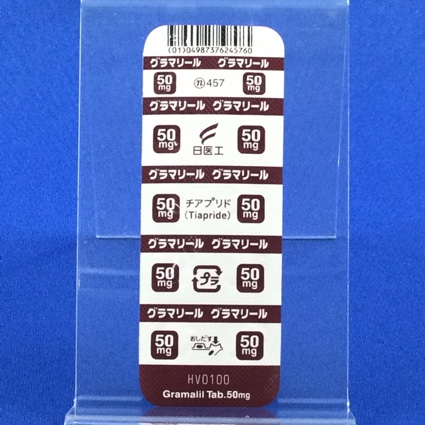 (01)04987376245760
グラマリール グラマリール
50mg ⓝ457 50mg
グラマリール グラマリール
50mg 日医工 50mg
グラマリール グラマリール
50mg チアプリド 50mg
(Tiapride)
グラマリール グラマリール
50mg プラ 50mg
グラマリール グラマリール
50mg おしだす 50mg
HV0100
Gramalil Tab.50mg